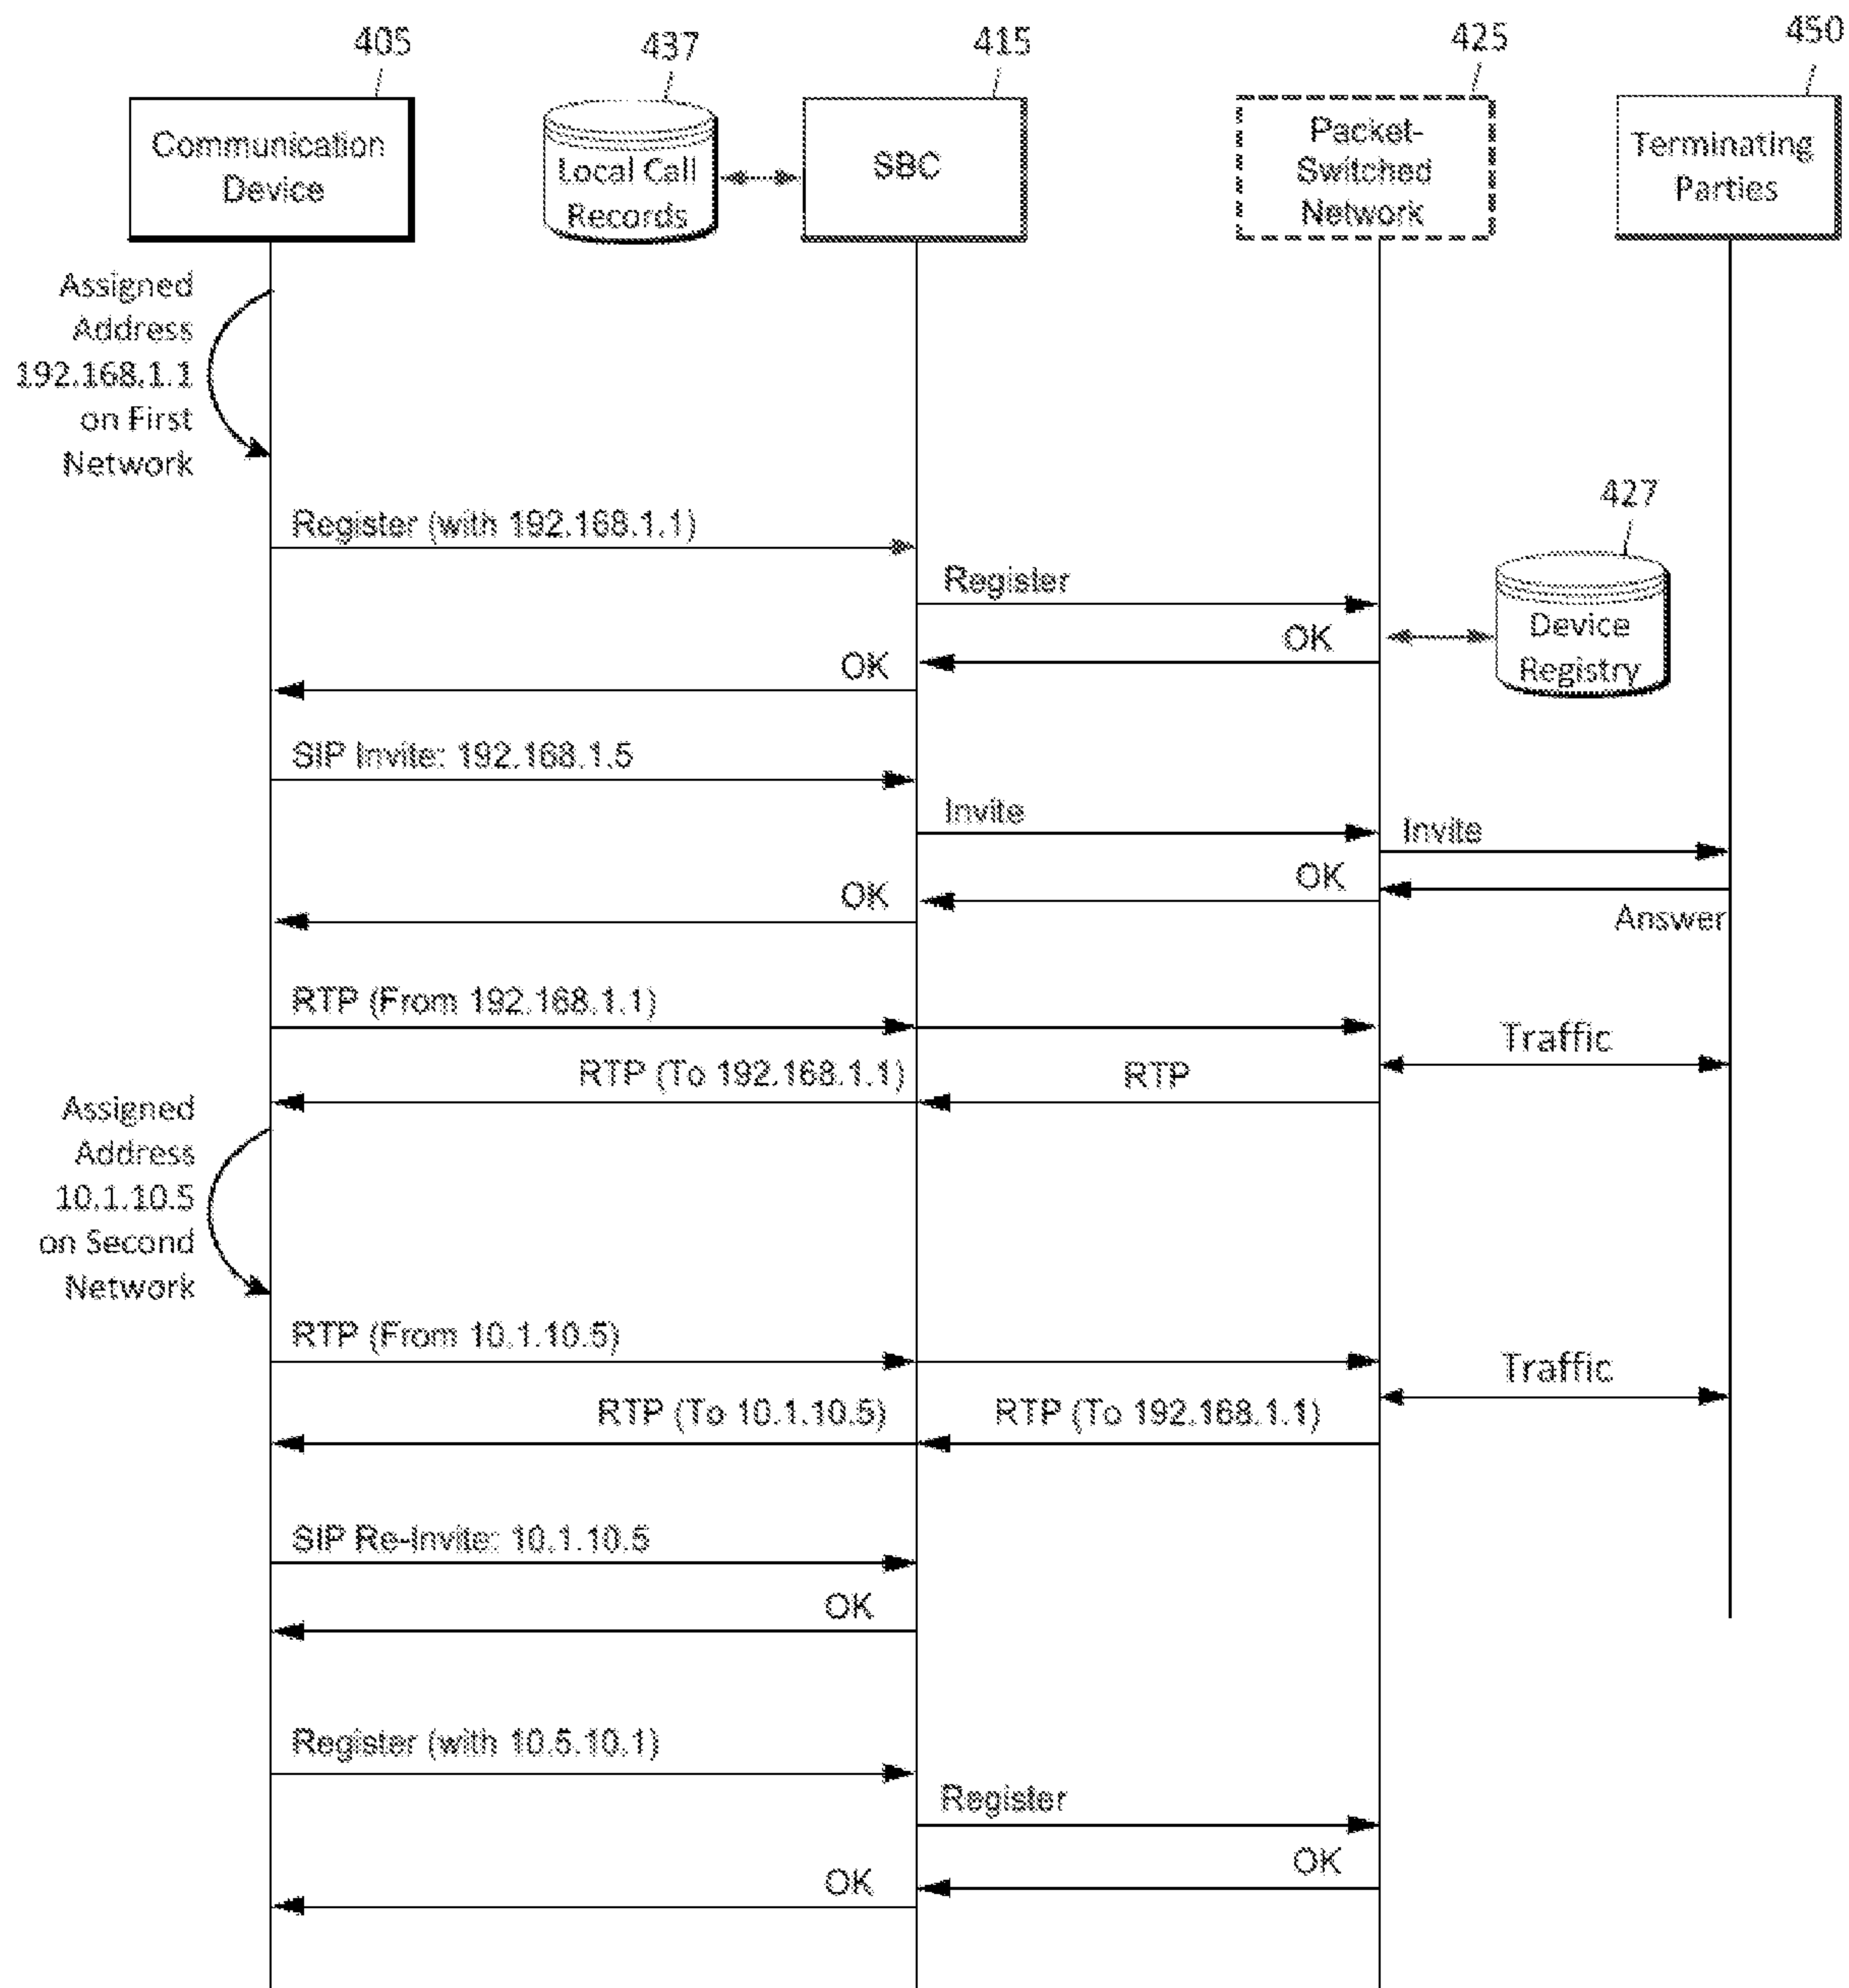 405
437
415
425
450
Communication
Device
Local Call
Records
SBC
Packet-
Switched
Network
Terminating
Parties
Assigned
Address
192.168.1.1
on First
Network
427
Register (with 192.168.1.1)
Register
Device
Registry
OK
OK
SIP Invite: 192.168.1.5
Invite
Invite
OK
OK
Answer
RTP (From 192.168.1.1)
Traffic
RTP (To 192.168.1.1)
RTP
Assigned
Address
10.1.10.5
on Second
Network
RTP (From 10.1.10.5)
Traffic
RTP (To 10.1.10.5)
RTP (To 192.168.1.1)
SIP Re-Invite: 10.1.10.5
OK
Register (with 10.5.10.1)
Register
OK
OK